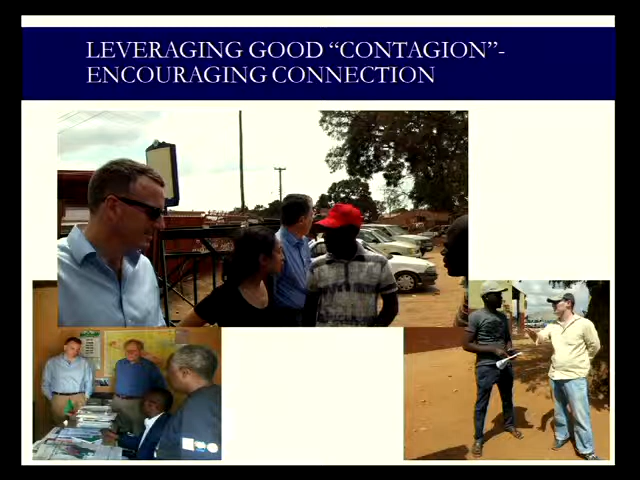 LEVERAGING GOOD “CONTAGION”-
ENCOURAGING CONNECTION